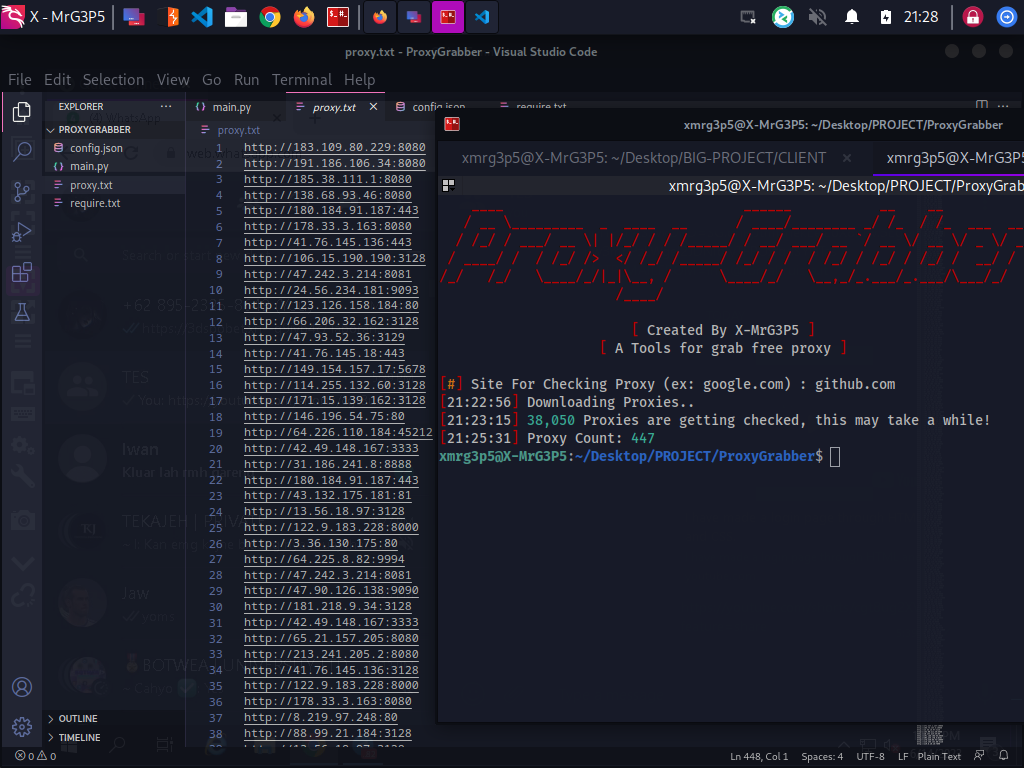 X - MrG3P5
21:28
proxy.txt - ProxyGrabber - Visual Studio Code
File Edit Selection View Go Run Terminal Help
EXPLORER
main.py
proxy.txt
config.json
require.txt
PROXYGRABBER
config.json
main.py
proxy.txt
require.txt
OUTLINE
TIMELINE
proxy.txt
1 http://183.109.80.229:8080
2 http://191.186.106.34:8080
3 http://185.38.111.1:8080
4 http://138.68.93.46:8080
5 http://180.184.91.187:443
6 http://178.33.3.163:8080
7 http://41.76.145.136:443
8 http://106.15.190.190:3128
9 http://47.242.3.214:8081
10 http://24.56.234.181:9093
11 http://123.126.158.184:80
12 http://66.206.32.162:3128
13 http://47.93.52.36:3129
14 http://41.76.145.18:443
15 http://149.154.157.17:5678
16 http://114.255.132.60:3128
17 http://171.15.139.162:3128
18 http://146.196.54.75:80
19 http://64.226.110.184:45212
20 http://42.49.148.167:3333
21 http://31.186.241.8:8888
22 http://180.184.91.187:443
23 http://43.132.175.181:81
24 http://13.56.18.97:3128
25 http://122.9.183.228:8000
26 http://3.36.130.175:80
27 http://64.225.8.82:9994
28 http://47.242.3.214:8081
29 http://47.90.126.138:9090
30 http://181.218.9.34:3128
31 http://42.49.148.167:3333
32 http://65.21.157.205:8080
33 http://213.241.205.2:8080
34 http://41.76.145.136:3128
35 http://122.9.183.228:8000
36 http://178.33.3.163:8080
37 http://8.219.97.248:80
38 http://88.99.21.184:3128
xmrg3p5@X-MrG3P5: ~/Desktop/PROJECT/ProxyGrabber
xmrg3p5@X-MrG3P5: ~/Desktop/BIG-PROJECT/CLIENT
xmrg3p5@X-MrG3P5
xmrg3p5@X-MrG3P5: ~/Desktop/PROJECT/ProxyGrab
[ Created By X-MrG3P5 ]
[ A Tools for grab free proxy ]
[#] Site For Checking Proxy (ex: google.com) : github.com
[21:22:56] Downloading Proxies..
[21:23:15] 38,050 Proxies are getting checked, this may take a while!
[21:25:31] Proxy Count: 447
xmrg3p5@X-MrG3P5:~/Desktop/PROJECT/ProxyGrabber$
TES
Iwan
Jaw
0 0
Ln 448, Col 1 Spaces: 4 UTF-8 LF Plain Text